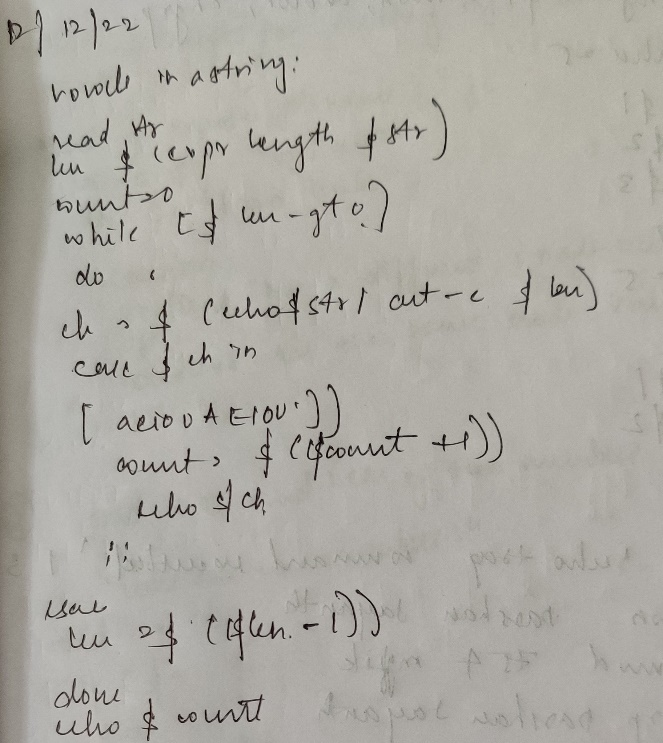 12/12/22
vowels in a string:
read str
len $(expr length $str)
count=0
while [$ len -gt 0]
do
ch = $ (echo $str | cut -c $ len)
case $ ch in
[ aeiouAEIOU ])
count = $ (($count +1))
echo $ch
;;
esac
len = $ (($len - 1))
done
echo $ count